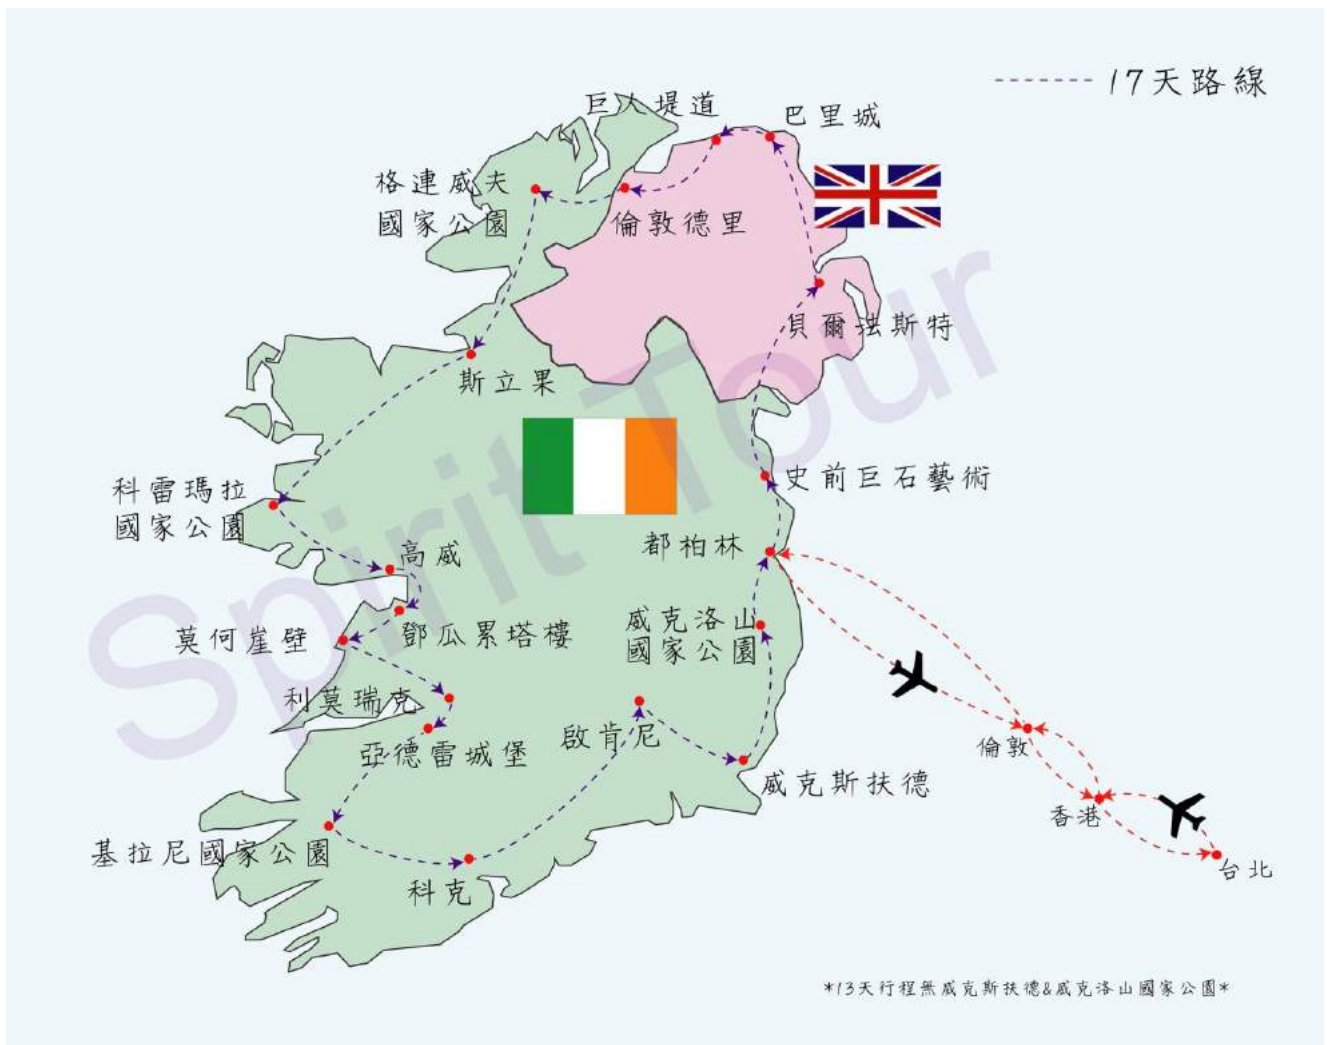 17天路線
巨人堤道
巴里城
格連威夫
國家公園
倫敦德里
貝爾法斯特
斯立果
科雷瑪拉
國家公園
史前巨石藝術
都柏林
高威
鄧瓜累塔樓
威克洛山
國家公園
莫何崖壁
利莫瑞克
啟肯尼
亞德雷城堡
威克斯扶德
倫敦
香港
台北
基拉尼國家公園
科克
*13天行程無威克斯扶德&威克洛山國家公園*
Spirit Tour